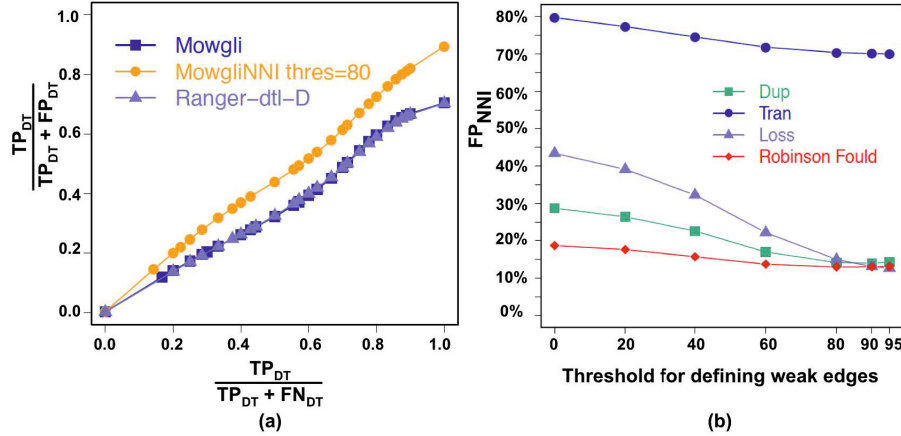 1.0
0.8
0.6
0.4
0.2
0.0
TP_DT
TP_DT + FP_DT
Mowgli
MowgliNNI thres=80
Ranger-dtl-D
0.0 0.2 0.4 0.6 0.8 1.0
TP_DT
TP_DT + FN_DT
(a)
80%
70%
60%
50%
40%
30%
20%
10%
0%
FP_NNI
Dup
Tran
Loss
Robinson Fould
0 20 40 60 80 90 95
Threshold for defining weak edges
(b)